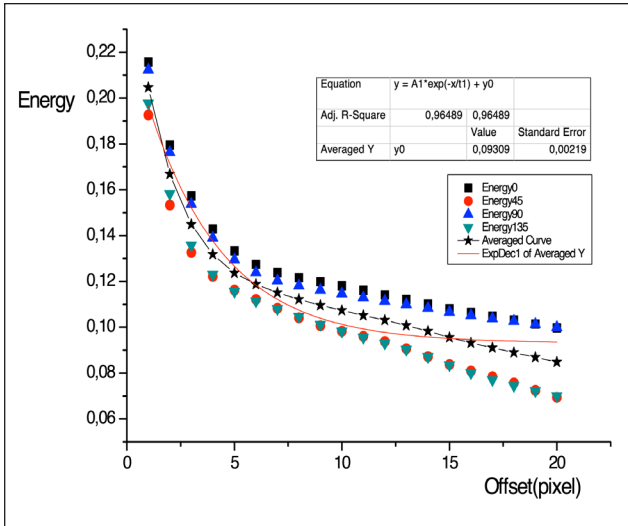 0,22
0,20
0,18
0,16
0,14
0,12
0,10
0,08
0,06
Energy
Equation y = A1*exp(-x/t1) + y0
Adj. R-Square 0,96489 0,96489
Value Standard Error
Averaged Y y0 0,09309 0,00219
Energy0
Energy45
Energy90
Energy135
Averaged Curve
ExpDec1 of Averaged Y
0 5 10 15 20
Offset(pixel)